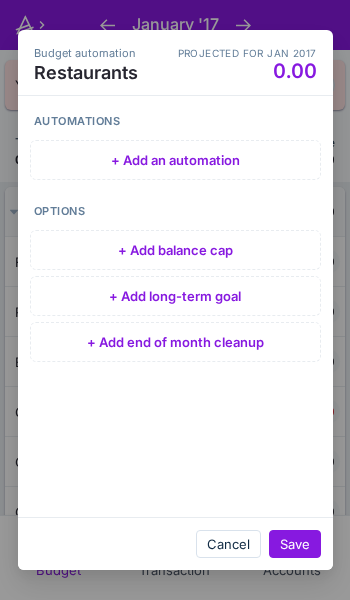 January '17
Budget automation
PROJECTED FOR JAN 2017
Restaurants
0.00
AUTOMATIONS
+ Add an automation
OPTIONS
+ Add balance cap
+ Add long-term goal
+ Add end of month cleanup
Cancel
Save
Budget
Transaction
Accounts